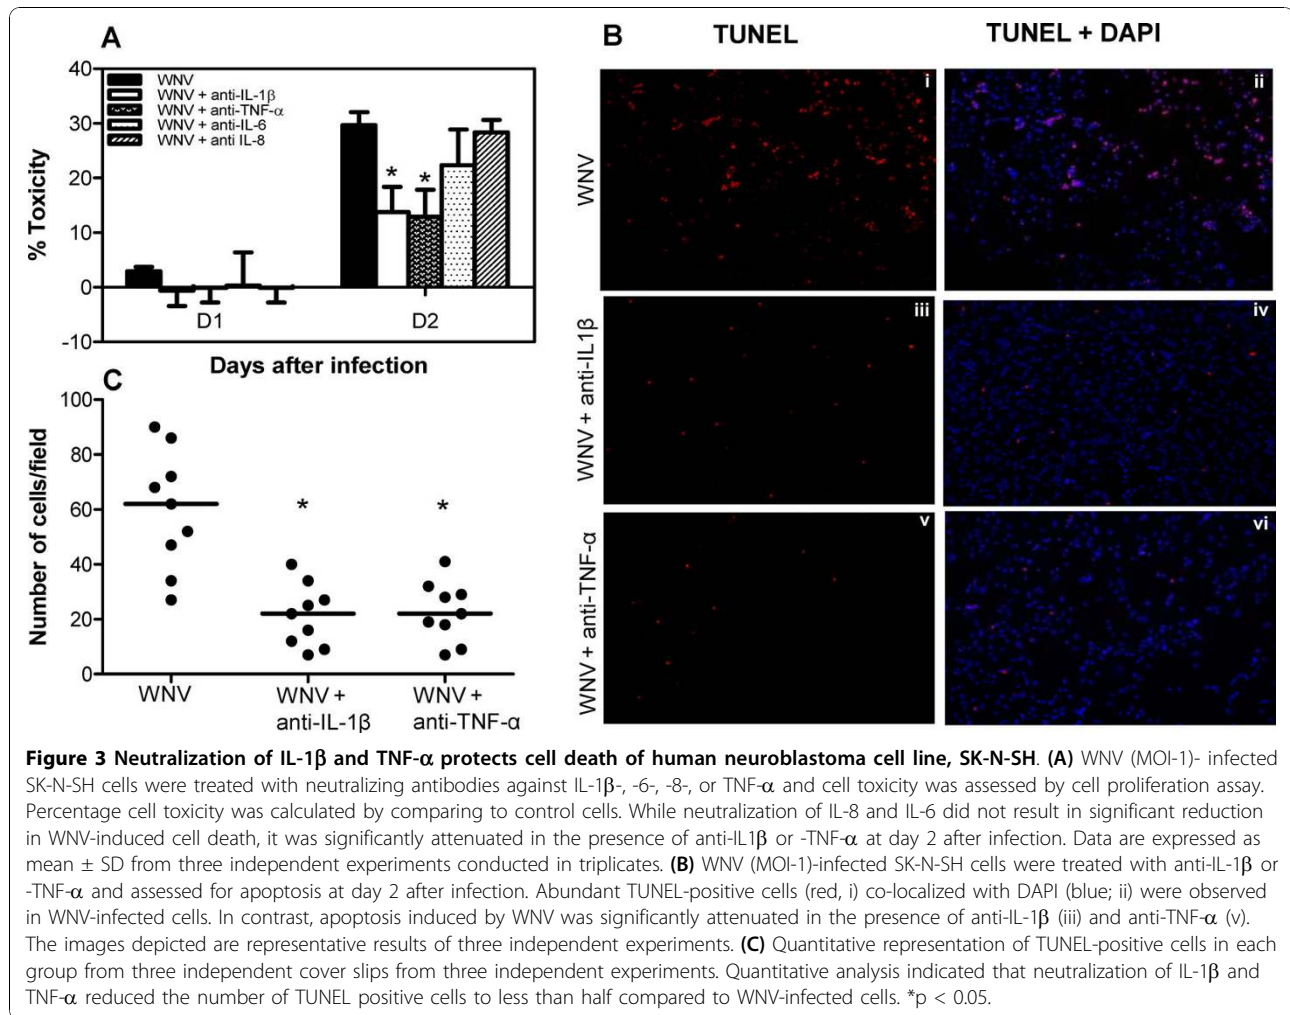 A
40
30
20
10
0
-10
% Toxicity
WNV
WNV + anti-IL-1β
WNV + anti-TNF-α
WNV + anti-IL-6
WNV + anti IL-8
* *
D1 D2
Days after infection
B
TUNEL TUNEL + DAPI
WNV
i ii
WNV + anti-IL1β
iii iv
WNV + anti-TNF-α
v vi
C
100
80
60
40
20
0
Number of cells/field
* *
WNV WNV + WNV +
anti-IL-1β anti-TNF-α
Figure 3 Neutralization of IL-1β and TNF-α protects cell death of human neuroblastoma cell line, SK-N-SH. (A) WNV (MOI-1)- infected
SK-N-SH cells were treated with neutralizing antibodies against IL-1β-, -6-, -8-, or TNF-α and cell toxicity was assessed by cell proliferation assay.
Percentage cell toxicity was calculated by comparing to control cells. While neutralization of IL-8 and IL-6 did not result in significant reduction
in WNV-induced cell death, it was significantly attenuated in the presence of anti-IL1β or -TNF-α at day 2 after infection. Data are expressed as
mean ± SD from three independent experiments conducted in triplicates. (B) WNV (MOI-1)-infected SK-N-SH cells were treated with anti-IL-1β or
-TNF-α and assessed for apoptosis at day 2 after infection. Abundant TUNEL-positive cells (red, i) co-localized with DAPI (blue; ii) were observed
in WNV-infected cells. In contrast, apoptosis induced by WNV was significantly attenuated in the presence of anti-IL-1β (iii) and anti-TNF-α (v).
The images depicted are representative results of three independent experiments. (C) Quantitative representation of TUNEL-positive cells in each
group from three independent cover slips from three independent experiments. Quantitative analysis indicated that neutralization of IL-1β and
TNF-α reduced the number of TUNEL positive cells to less than half compared to WNV-infected cells. *p < 0.05.